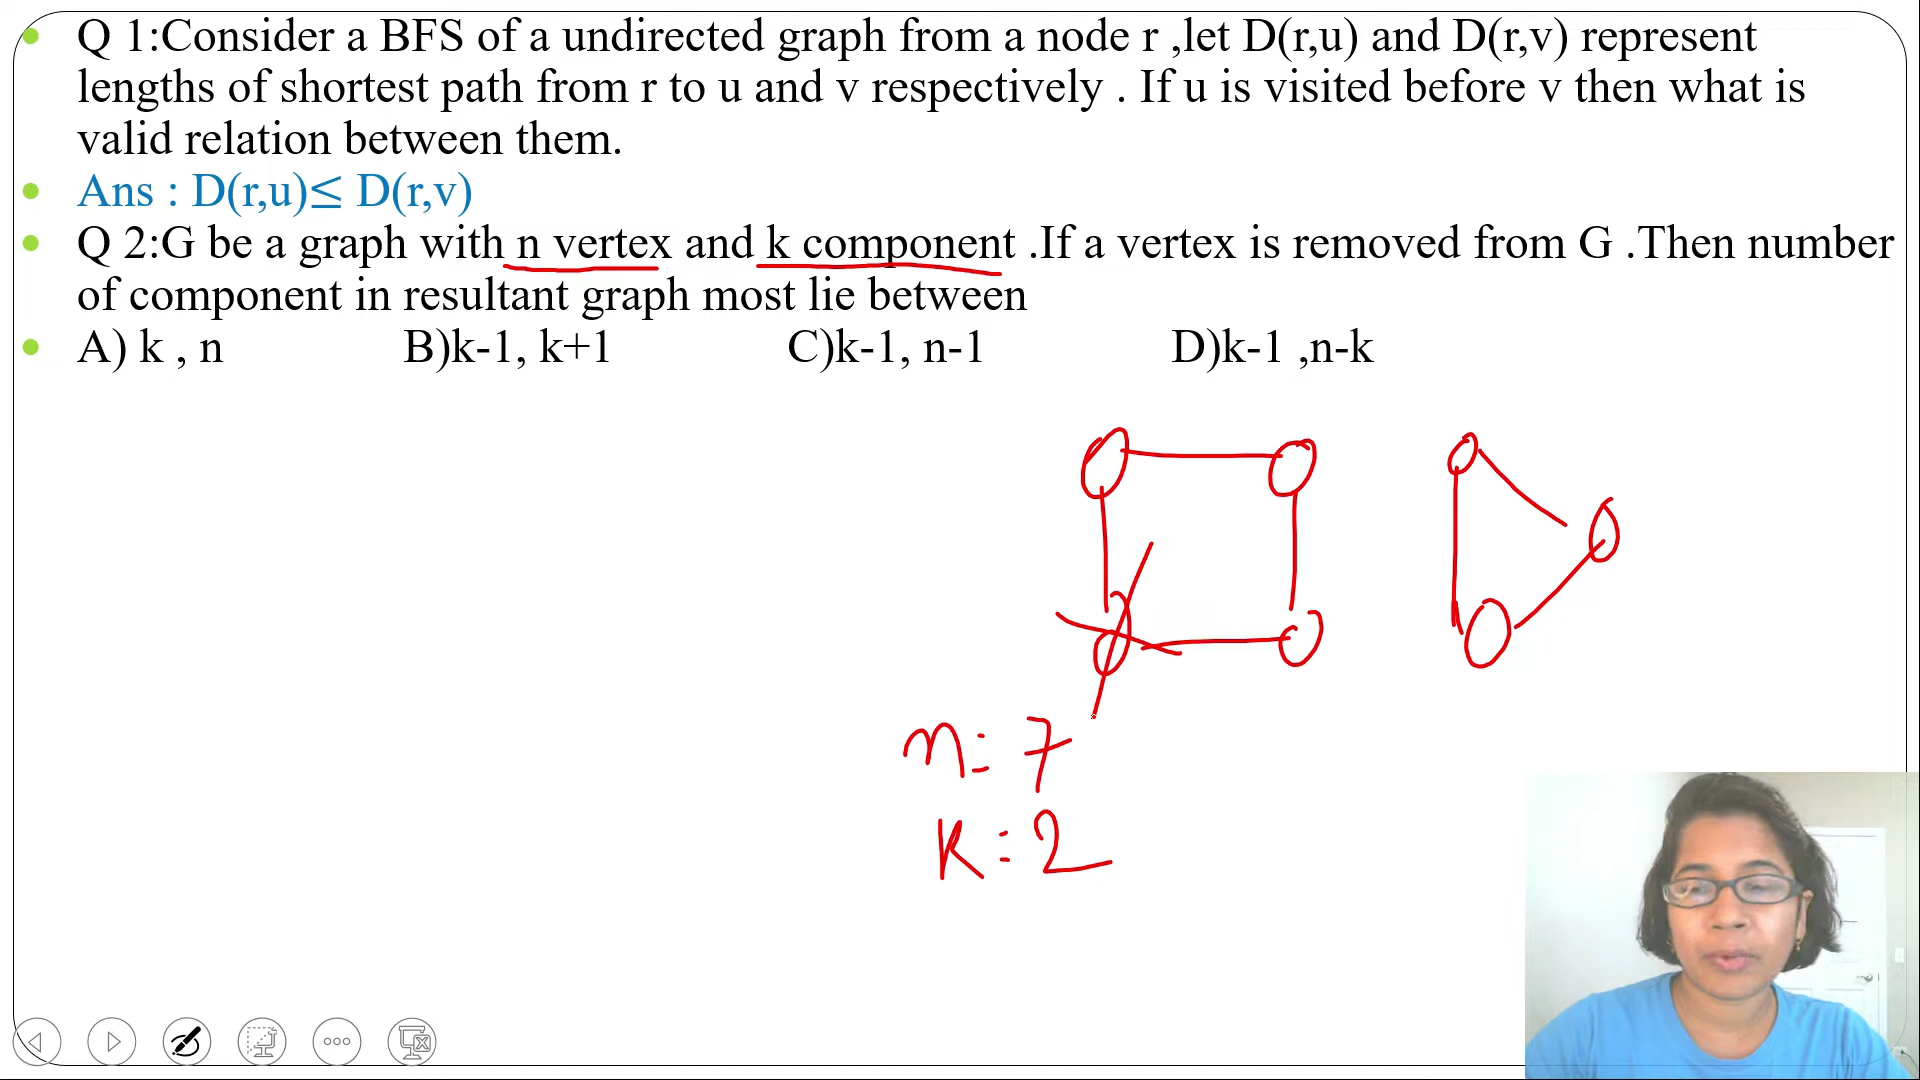 Q 1:Consider a BFS of a undirected graph from a node r ,let D(r,u) and D(r,v) represent
lengths of shortest path from r to u and v respectively . If u is visited before v then what is
valid relation between them.
Ans : D(r,u)≤ D(r,v)
Q 2:G be a graph with n vertex and k component .If a vertex is removed from G .Then number
of component in resultant graph most lie between
A) k , n B)k-1, k+1 C)k-1, n-1 D)k-1 ,n-k
n= 7
K= 2